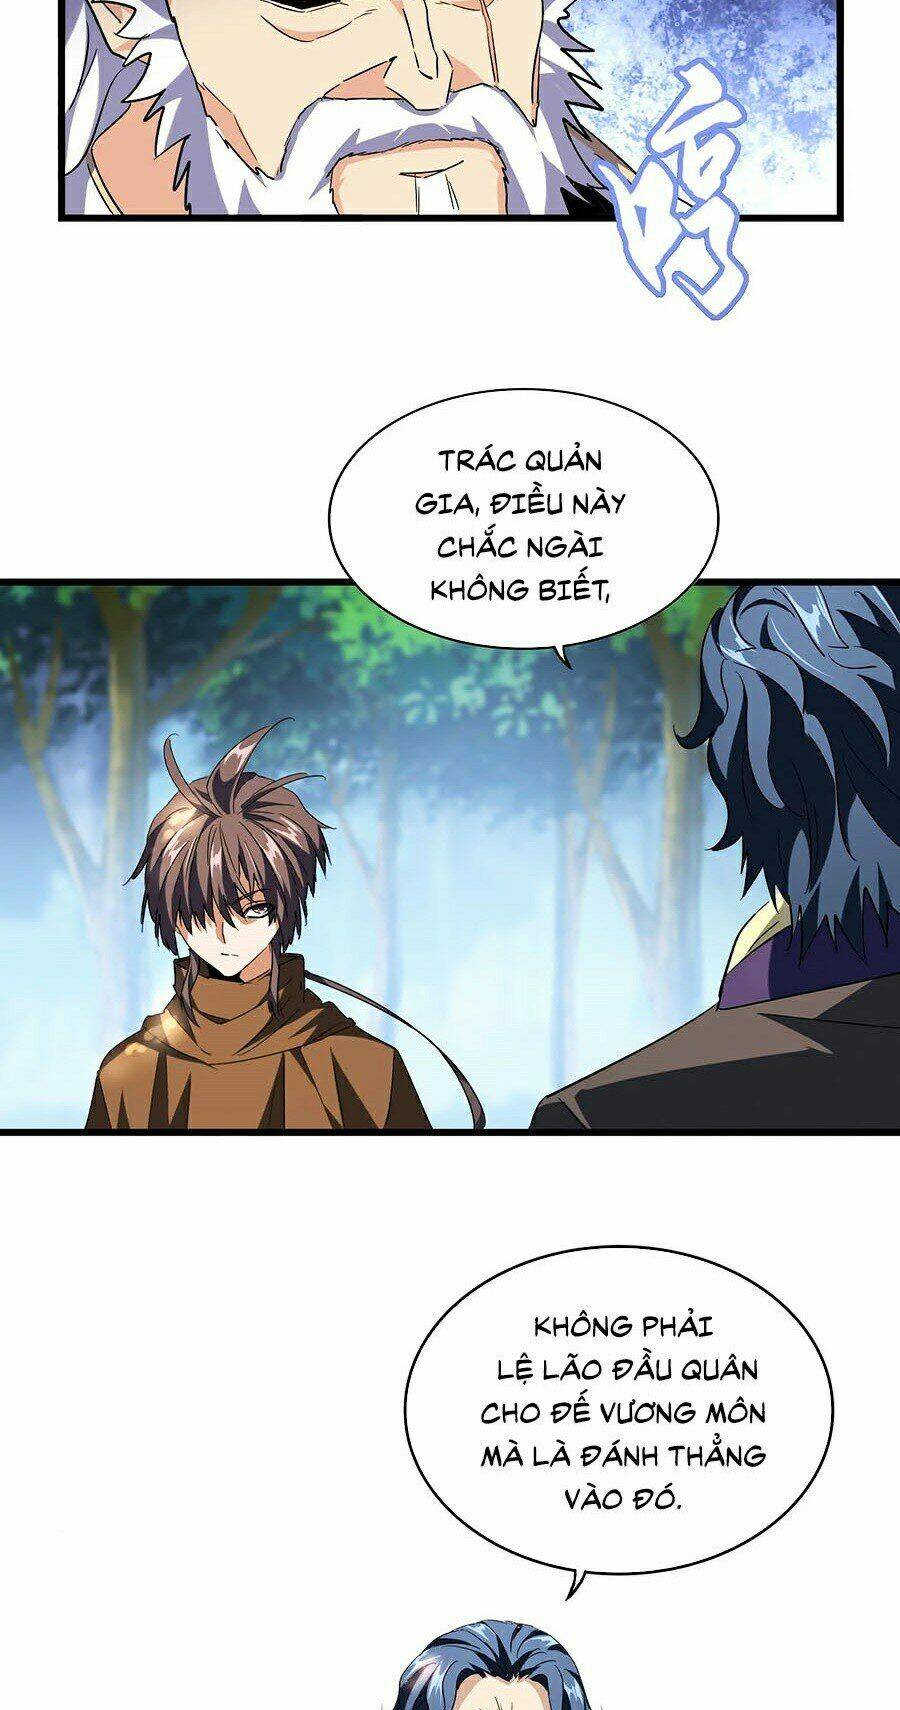 哼
TRÁC QUẢN
GIA, ĐIỀU NÀY
CHẮC NGÀI
KHÔNG BIẾT,
KHÔNG PHẢI
LỆ LÃO ĐẦU QUÂN
CHO ĐẾ VƯƠNG MÔN
MÀ LÀ ĐÁNH THẲNG
VÀO ĐÓ.